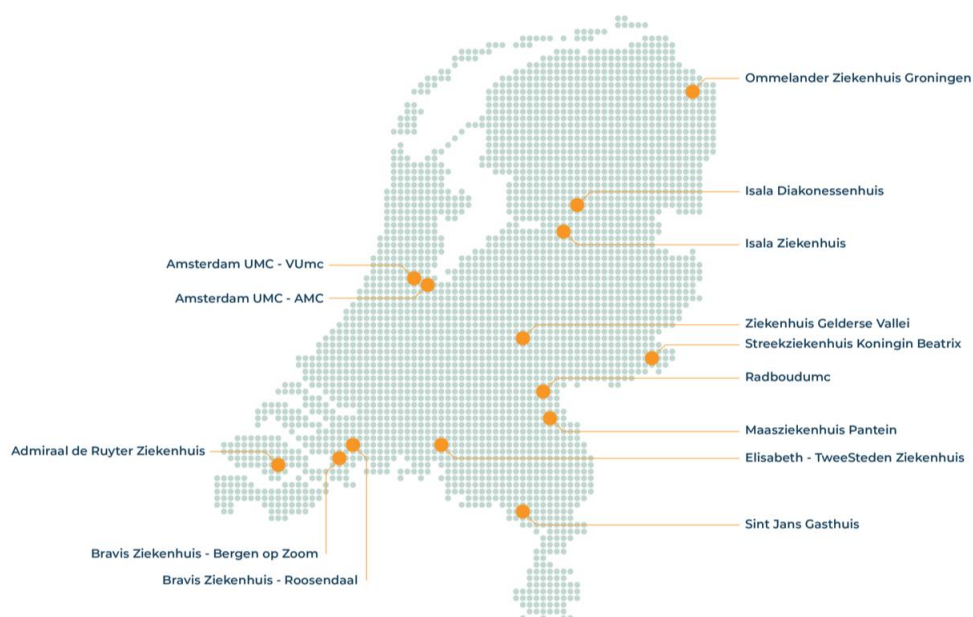 Ommelander Ziekenhuis Groningen
Isala Diakonessenhuis
Isala Ziekenhuis
Amsterdam UMC - VUmc
Amsterdam UMC - AMC
Ziekenhuis Gelderse Vallei
Streekziekenhuis Koningin Beatrix
Radboudumc
Maasziekenhuis Pantein
Admiraal de Ruyter Ziekenhuis
Elisabeth - TweeSteden Ziekenhuis
Sint Jans Gasthuis
Bravis Ziekenhuis - Bergen op Zoom
Bravis Ziekenhuis - Roosendaal